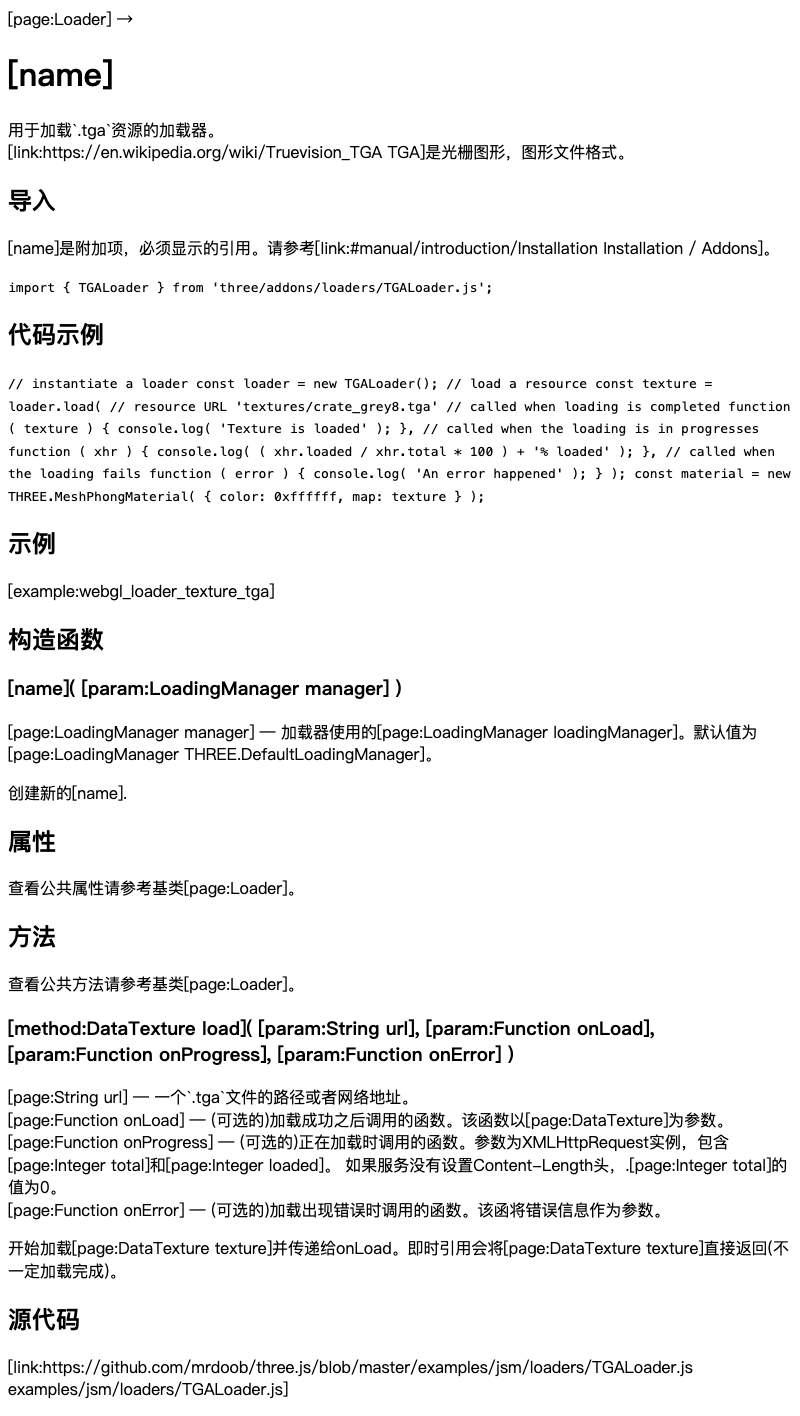 [page:Loader] →
[name]
用于加载`.tga`资源的加载器。
[link:https://en.wikipedia.org/wiki/Truevision_TGA TGA]是光栅图形，图形文件格式。
导入
[name]是附加项，必须显示的引用。请参考[link:#manual/introduction/Installation Installation / Addons]。
import { TGALoader } from 'three/addons/loaders/TGALoader.js';
代码示例
// instantiate a loader const loader = new TGALoader(); // load a resource const texture =
loader.load( // resource URL 'textures/crate_grey8.tga' // called when loading is completed function
( texture ) { console.log( 'Texture is loaded' ); }, // called when the loading is in progresses
function ( xhr ) { console.log( ( xhr.loaded / xhr.total * 100 ) + '% loaded' ); }, // called when
the loading fails function ( error ) { console.log( 'An error happened' ); } ); const material = new
THREE.MeshPhongMaterial( { color: 0xffffff, map: texture } );
示例
[example:webgl_loader_texture_tga]
构造函数
[name]( [param:LoadingManager manager] )
[page:LoadingManager manager] — 加载器使用的[page:LoadingManager loadingManager]。默认值为
[page:LoadingManager THREE.DefaultLoadingManager]。
创建新的[name].
属性
查看公共属性请参考基类[page:Loader]。
方法
查看公共方法请参考基类[page:Loader]。
[method:DataTexture load]( [param:String url], [param:Function onLoad],
[param:Function onProgress], [param:Function onError] )
[page:String url] — 一个`.tga`文件的路径或者网络地址。
[page:Function onLoad] — (可选的)加载成功之后调用的函数。该函数以[page:DataTexture]为参数。
[page:Function onProgress] — (可选的)正在加载时调用的函数。参数为XMLHttpRequest实例，包含
[page:Integer total]和[page:Integer loaded]。 如果服务没有设置Content-Length头，.[page:Integer total]的
值为0。
[page:Function onError] — (可选的)加载出现错误时调用的函数。该函将错误信息作为参数。
开始加载[page:DataTexture texture]并传递给onLoad。即时引用会将[page:DataTexture texture]直接返回(不
一定加载完成)。
源代码
[link:https://github.com/mrdoob/three.js/blob/master/examples/jsm/loaders/TGALoader.js
examples/jsm/loaders/TGALoader.js]